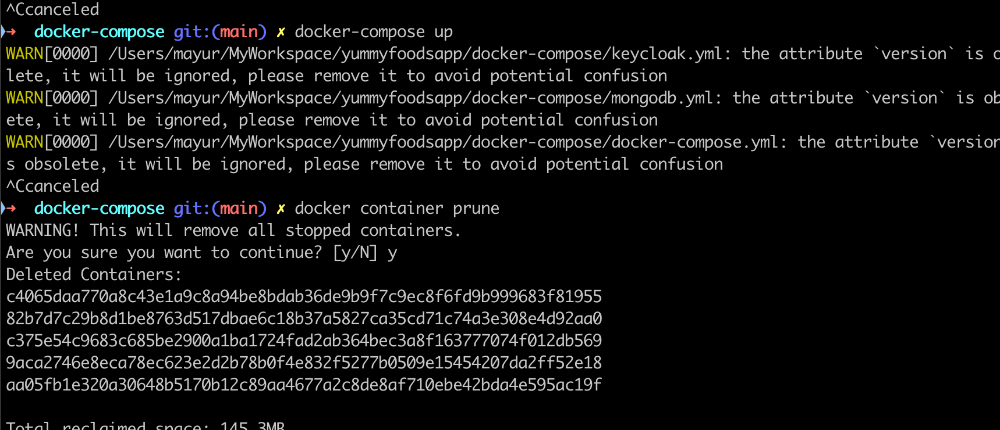 ^Ccanceled
➜  docker-compose git:(main) ✗ docker-compose up
WARN[0000] /Users/mayur/MyWorkspace/yummyfoodsapp/docker-compose/keycloak.yml: the attribute `version` is o
lete, it will be ignored, please remove it to avoid potential confusion
WARN[0000] /Users/mayur/MyWorkspace/yummyfoodsapp/docker-compose/mongodb.yml: the attribute `version` is ob
ete, it will be ignored, please remove it to avoid potential confusion
WARN[0000] /Users/mayur/MyWorkspace/yummyfoodsapp/docker-compose/docker-compose.yml: the attribute `version
s obsolete, it will be ignored, please remove it to avoid potential confusion
^Ccanceled
➜  docker-compose git:(main) ✗ docker container prune
WARNING! This will remove all stopped containers.
Are you sure you want to continue? [y/N] y
Deleted Containers:
c4065daa770a8c43e1a9c8a94be8bdab36de9b9f7c9ec8f6fd9b999683f81955
82b7d7c29b8d1be8763d517dbae6c18b37a5827ca35cd71c74a3e308e4d92aa0
c375e54c9683c685be2900a1ba1724fad2ab364bec3a8f163777074f012db569
9aca2746e8eca78ec623e2d2b78b0f4e832f5277b0509e15454207da2ff52e18
aa05fb1e320a30648b5170b12c89aa4677a2c8de8af710ebe42bda4e595ac19f
Total reclaimed space: 145.3MB